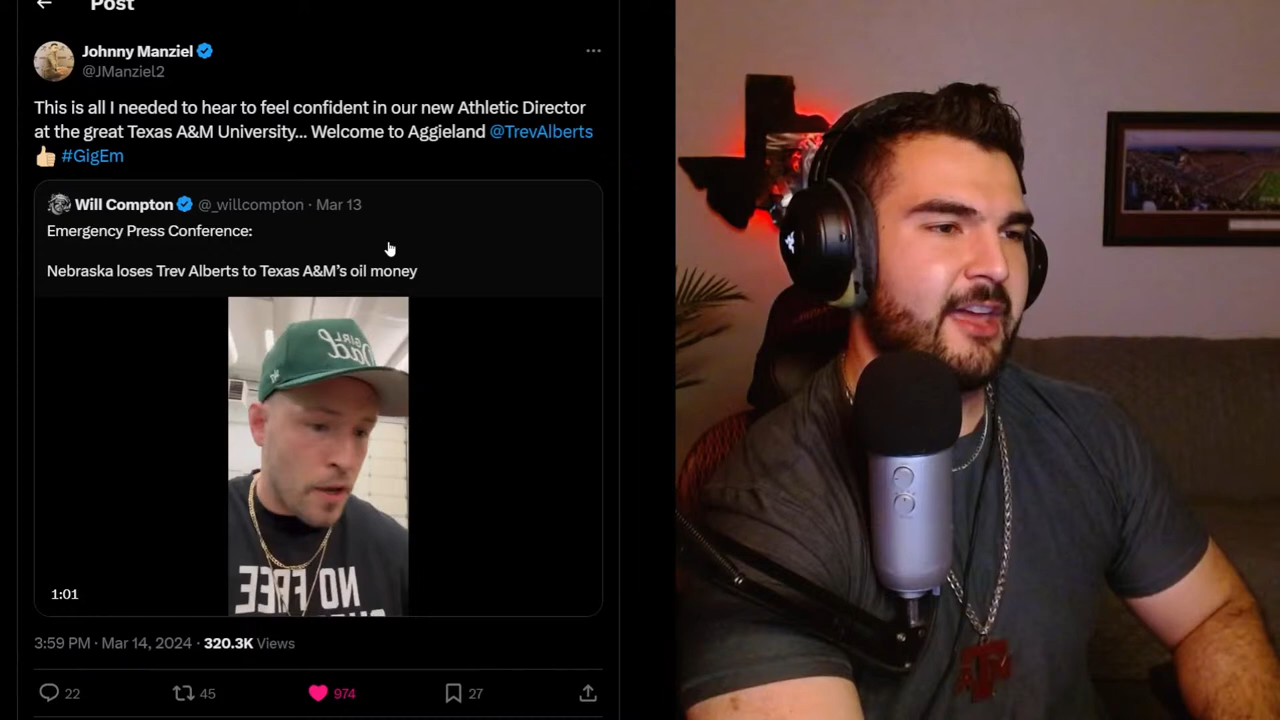 Post
Johnny Manziel
@JManziel2
This is all I needed to hear to feel confident in our new Athletic Director
at the great Texas A&M University... Welcome to Aggieland @TrevAlberts
👍🏼 #GigEm
Will Compton @_willcompton · Mar 13
Emergency Press Conference:
Nebraska loses Trev Alberts to Texas A&M’s oil money
GIRL
Dad
NO FREE
1:01
3:59 PM · Mar 14, 2024 · 320.3K Views
22 45 974 27
ATM